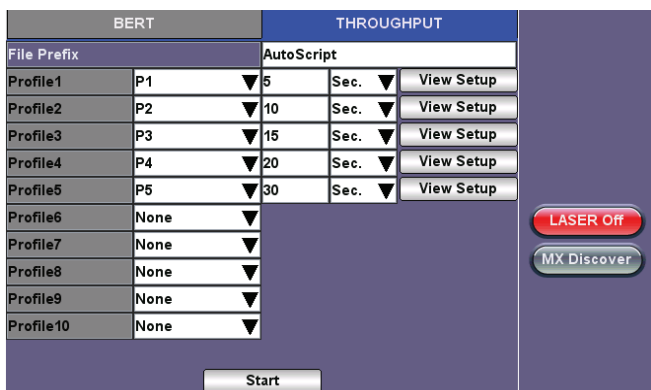 BERT THROUGHPUT
File Prefix AutoScript
Profile1 P1 5 Sec. View Setup
Profile2 P2 10 Sec. View Setup
Profile3 P3 15 Sec. View Setup
Profile4 P4 20 Sec. View Setup
Profile5 P5 30 Sec. View Setup
Profile6 None
Profile7 None
Profile8 None
Profile9 None
Profile10 None
Start
LASER Off
MX Discover